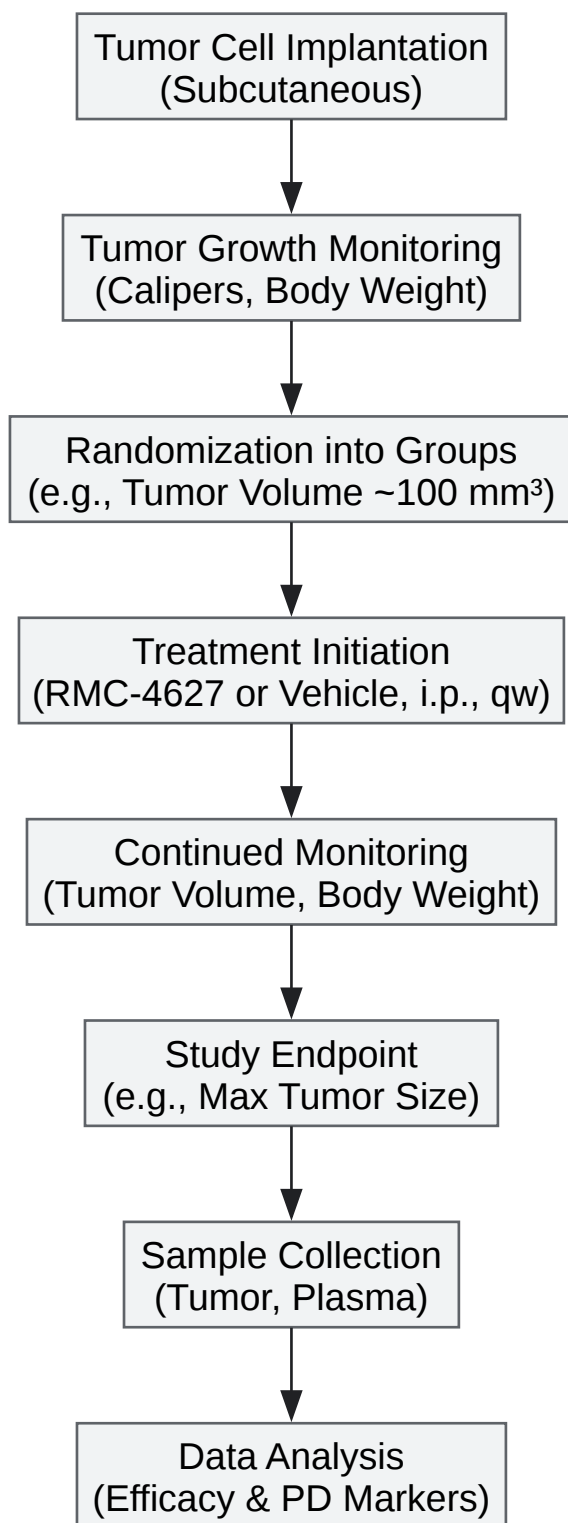 Tumor Cell Implantation
(Subcutaneous)
Tumor Growth Monitoring
(Calipers, Body Weight)
Randomization into Groups
(e.g., Tumor Volume ~100 mm³)
Treatment Initiation
(RMC-4627 or Vehicle, i.p., qw)
Continued Monitoring
(Tumor Volume, Body Weight)
Study Endpoint
(e.g., Max Tumor Size)
Sample Collection
(Tumor, Plasma)
Data Analysis
(Efficacy & PD Markers)